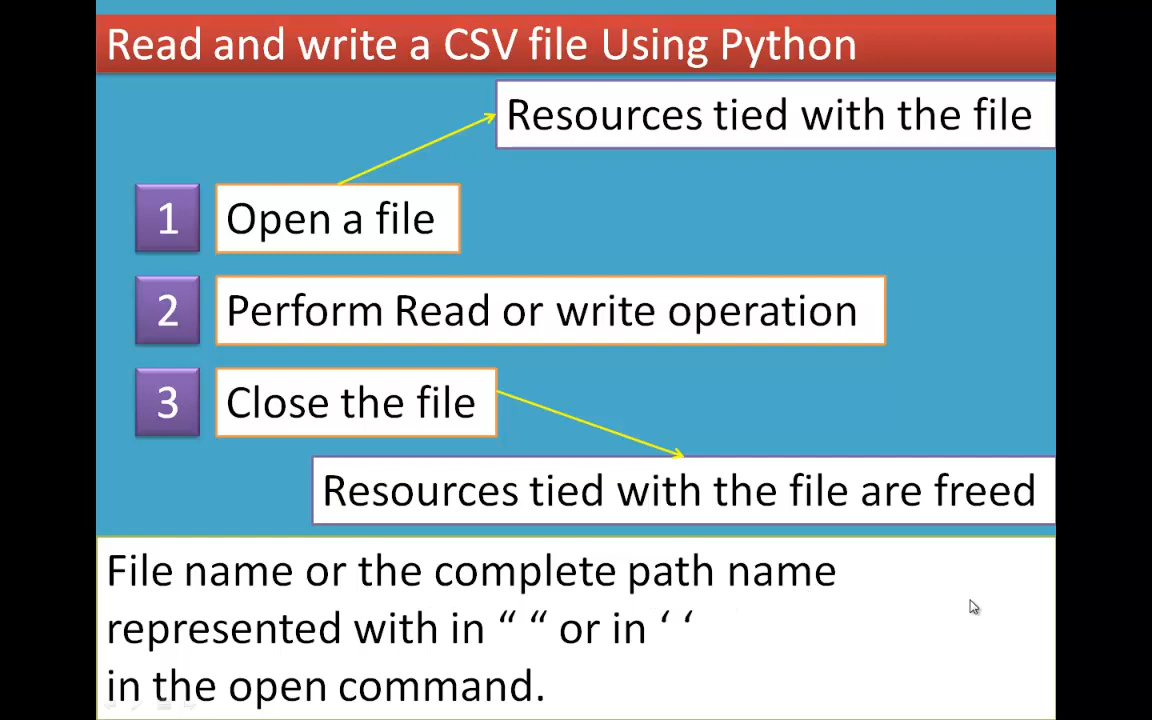 Read and write a CSV file Using Python
Resources tied with the file
1 Open a file
2 Perform Read or write operation
3 Close the file
Resources tied with the file are freed
File name or the complete path name
represented with in “ “ or in ‘ ‘
in the open command.